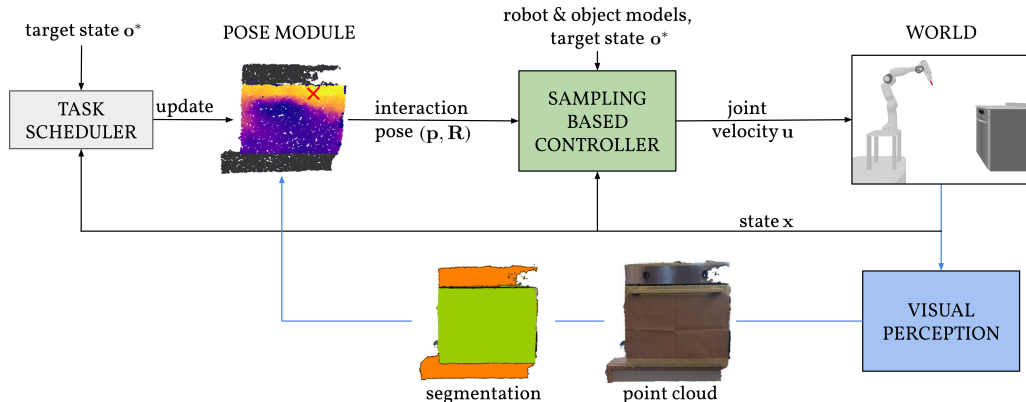 robot & object models,
target state o*
target state o*
POSE MODULE
WORLD
TASK
SCHEDULER
update
interaction
pose (p, R)
SAMPLING
BASED
CONTROLLER
joint
velocity u
state x
VISUAL
PERCEPTION
segmentation
point cloud